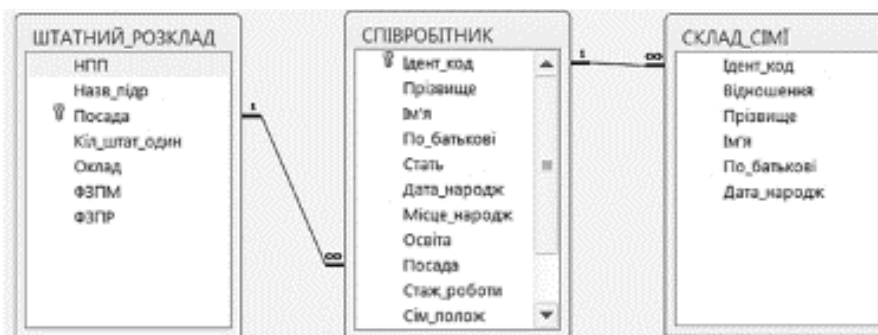 ШТАТНИЙ_РОЗКЛАД
НПП
Назв_підр
Посада
Кіл_штат_один
Оклад
ФЗПМ
ФЗПР
1
∞
СПІВРОБІТНИК
Ідент_код
Прізвище
Ім'я
По_батькові
Стать
Дата_народж
Місце_народж
Освіта
Посада
Стаж_роботи
Сім_полож
1
∞
СКЛАД_СІМЇ
Ідент_код
Відношення
Прізвище
Ім'я
По_батькові
Дата_народж